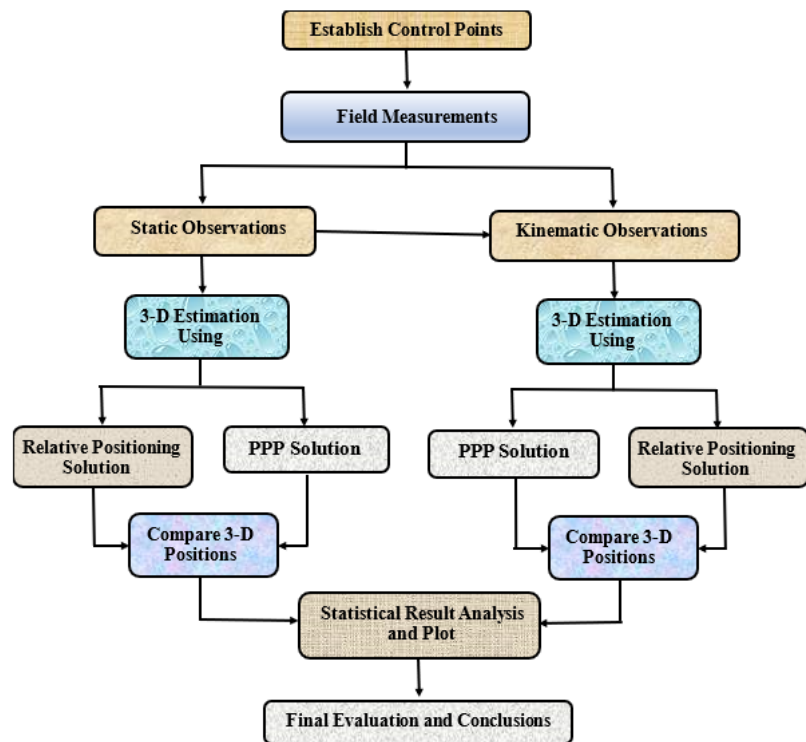 Establish Control Points
Field Measurements
Static Observations
Kinematic Observations
3-D Estimation
Using
3-D Estimation
Using
Relative Positioning
Solution
PPP Solution
PPP Solution
Relative Positioning
Solution
Compare 3-D
Positions
Compare 3-D
Positions
Statistical Result Analysis
and Plot
Final Evaluation and Conclusions